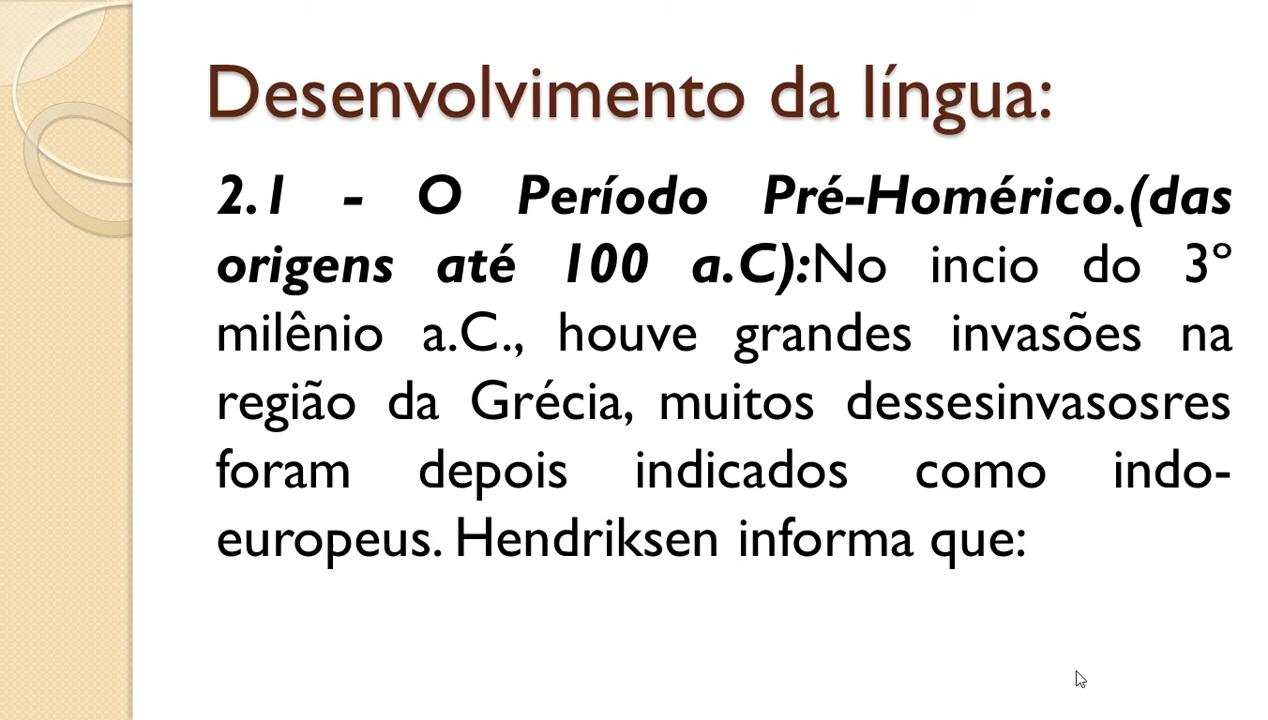 Desenvolvimento da língua:
2.1 - O Período Pré-Homérico.(das
origens até 100 a.C):No incio do 3º
milênio a.C., houve grandes invasões na
região da Grécia, muitos dessesinvasosres
foram depois indicados como indo-
europeus. Hendriksen informa que: